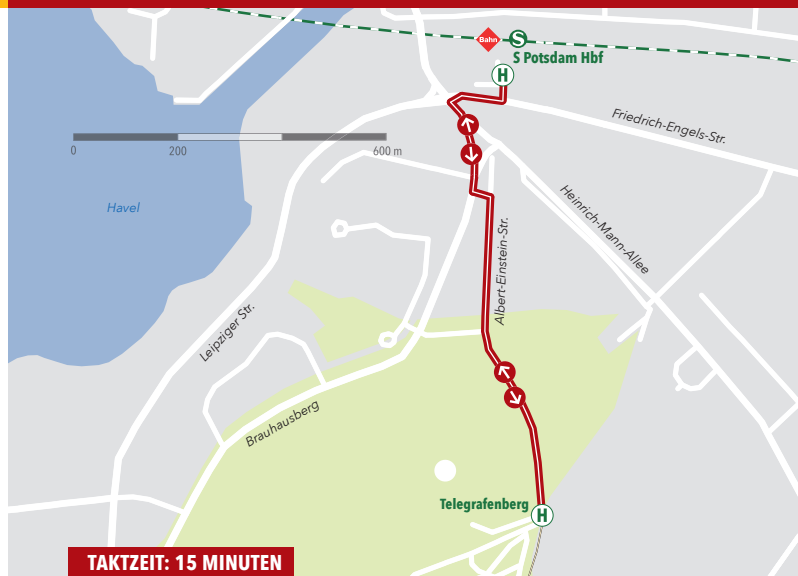 Bahn
S
S Potsdam Hbf
H
Friedrich-Engels-Str.
0
200
600 m
Havel
Heinrich-Mann-Allee
Albert-Einstein-Str.
Leipziger Str.
Brauhausberg
Telegrafenberg
H
TAKTZEIT: 15 MINUTEN